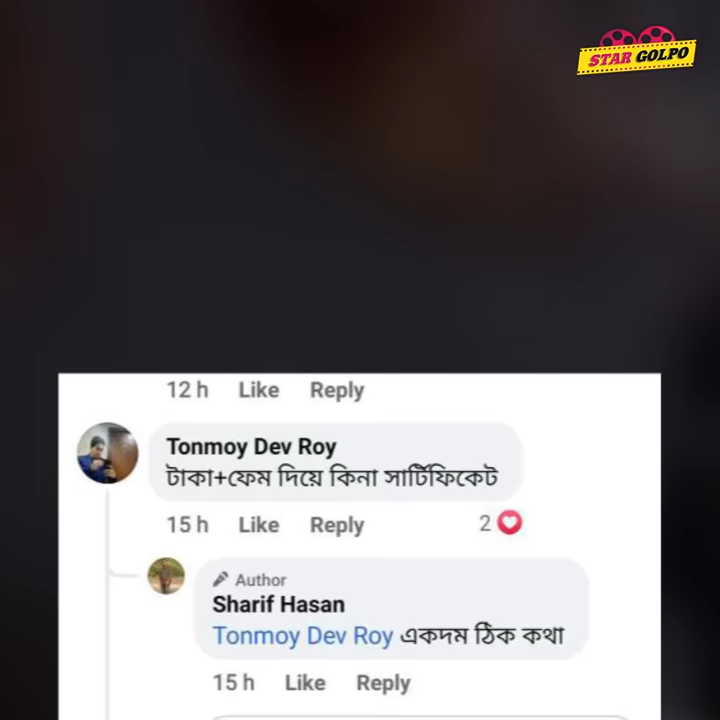 STAR GOLPO
12 h Like Reply
Tonmoy Dev Roy
টাকা+ফেম দিয়ে কিনা সার্টিফিকেট
15 h Like Reply 2
Author
Sharif Hasan
Tonmoy Dev Roy একদম ঠিক কথা
15 h Like Reply